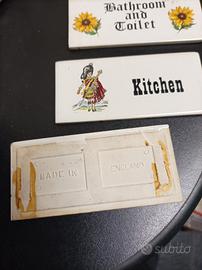 Bathroom
and
Toilet
Kitchen
MADE IN
ENGLAND
subito